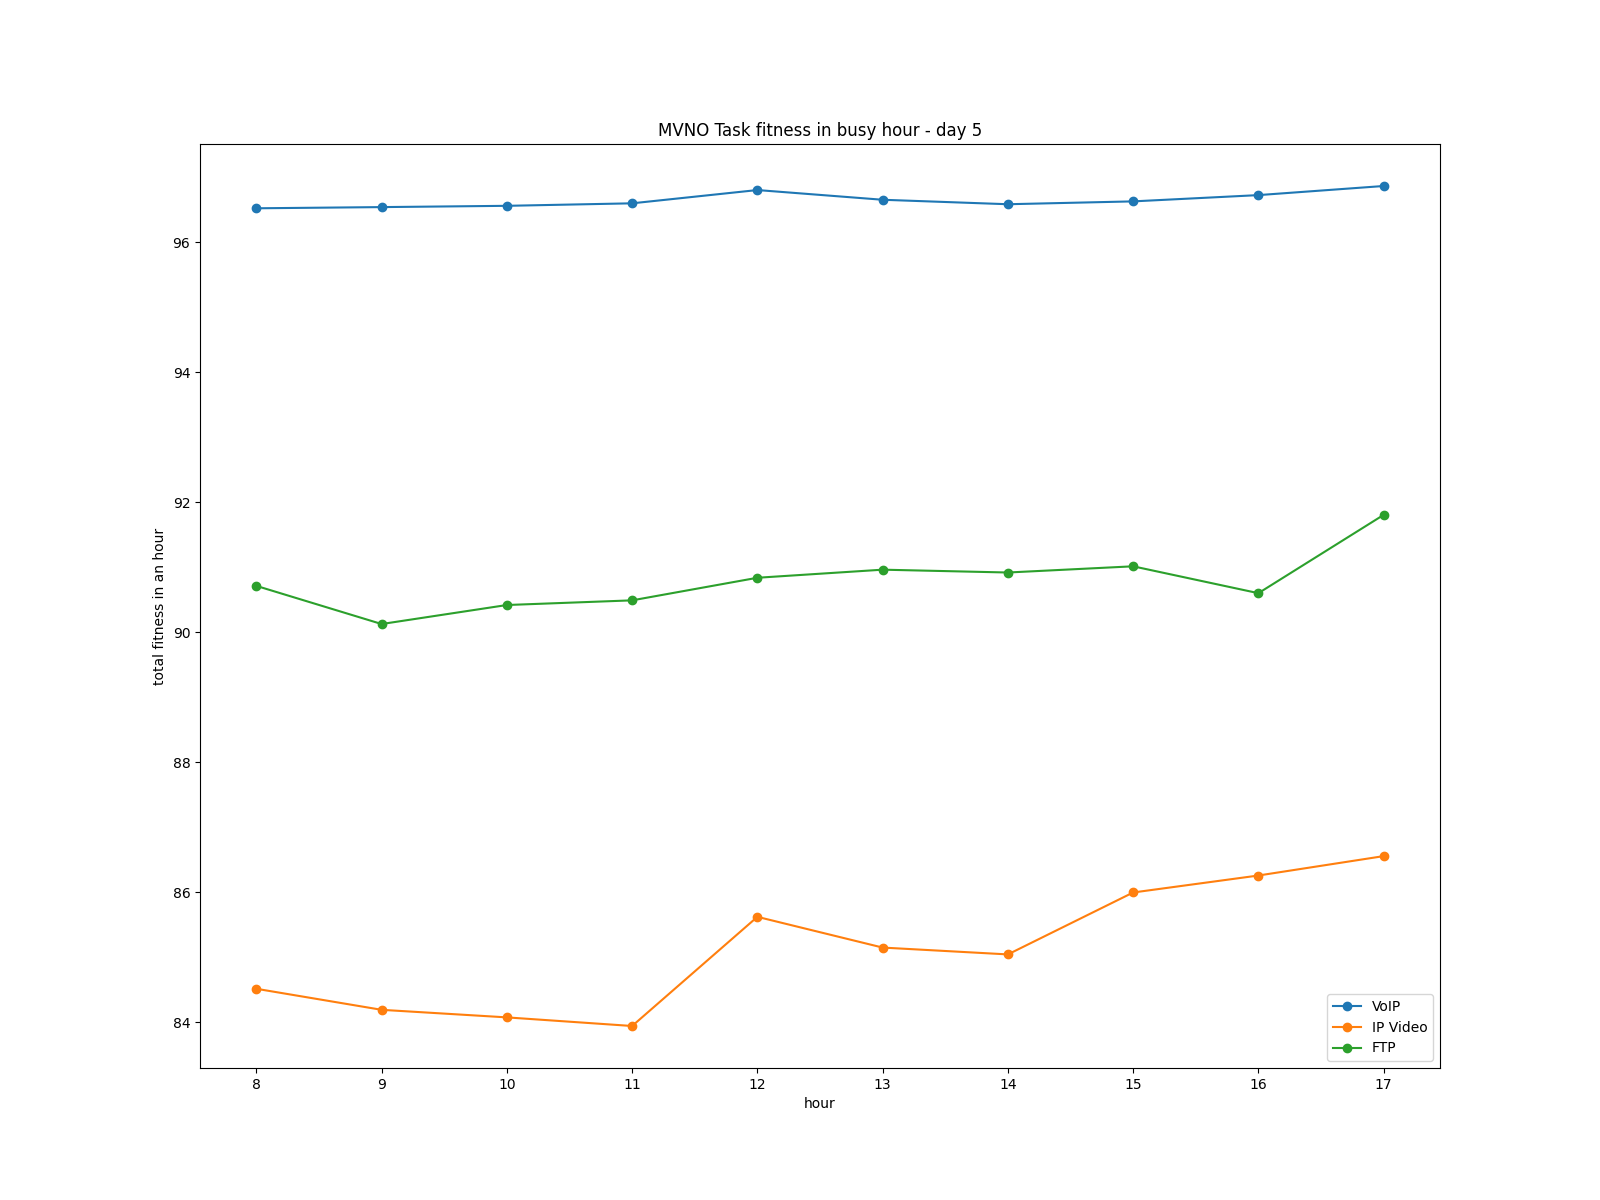 MVNO Task fitness in busy hour - day 5
total fitness in an hour
96
94
92
90
88
86
84
8 9 10 11 12 13 14 15 16 17
hour
VoIP
IP Video
FTP